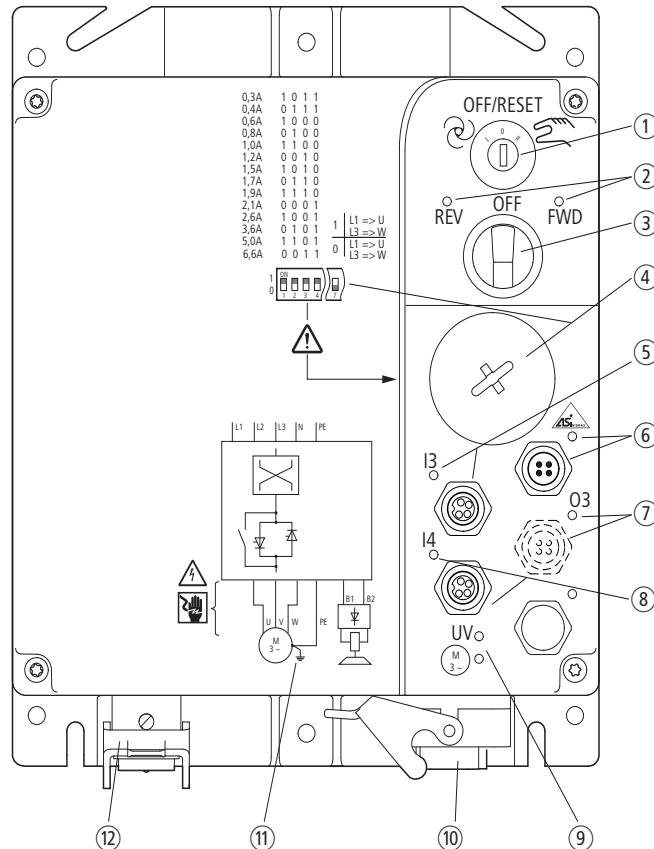 0,3A 1 0 1 1
0,4A 0 1 1 1
0,6A 1 0 0 0
0,8A 0 1 0 0
1,0A 1 1 0 0
1,2A 0 0 1 0
1,5A 1 0 1 0
1,7A 0 1 1 0
1,9A 1 1 1 0
2,1A 0 0 0 1
2,6A 1 0 0 1
3,6A 0 1 0 1
5,0A 1 1 0 1
6,6A 0 0 1 1
1 L1 => U
L3 => W
0 L1 => U
L3 => W
1
0
ON
1 2 3 4 7
OFF/RESET
I 0 II
1
2
REV OFF FWD
3
4
5
ASi
INTERFACE
6
I3
O3
7
I4
8
UV
M
3 ~
L1 L2 L3 N PE
U V W PE B1 B2
M
3 ~
12
11
10
9